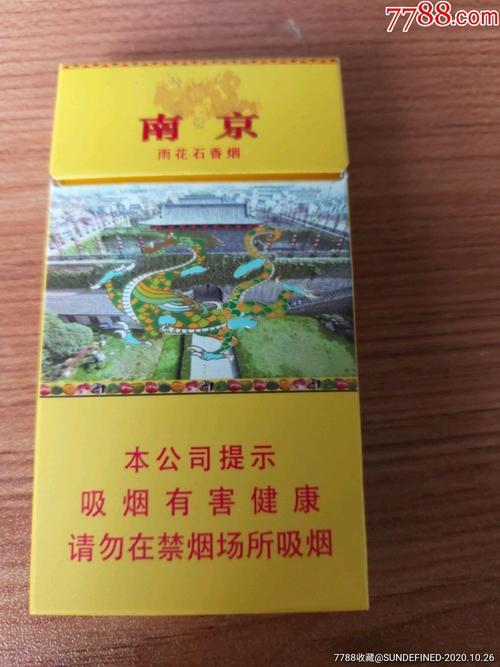 7788.com
南京
雨花石香烟
本公司提示
吸烟有害健康
请勿在禁烟场所吸烟
7788收藏@SUNDEFINED-2020.10.26